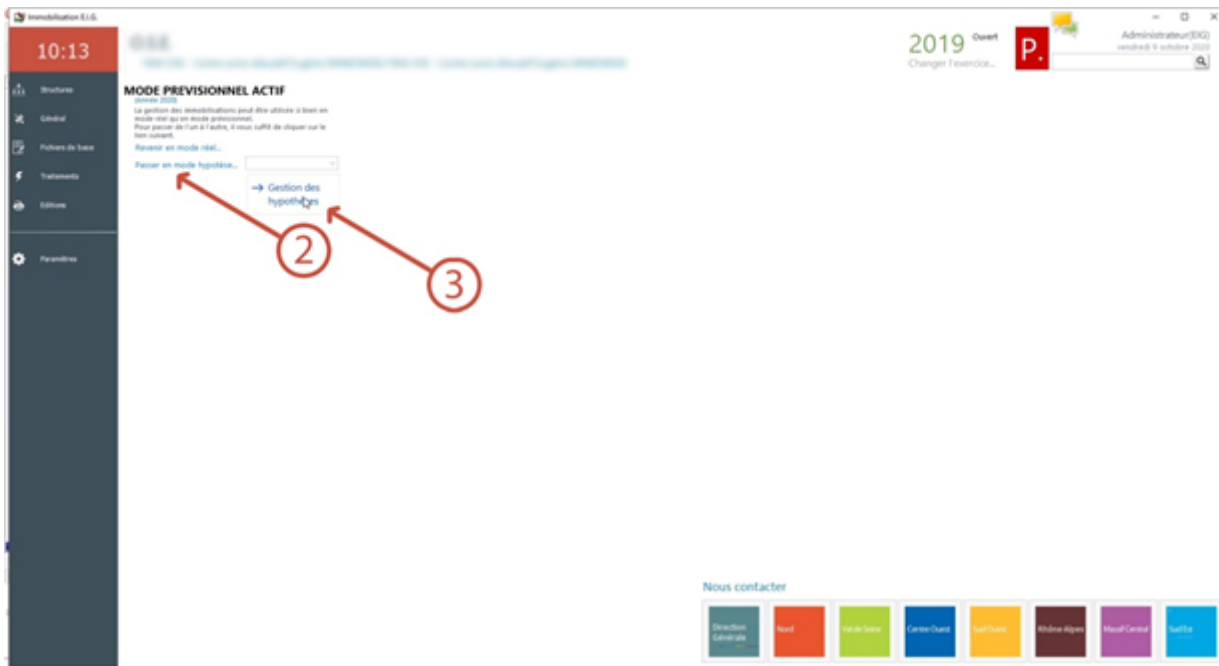 Immobilisation E.I.G.
10:13
2019 Ouvert
Changer l'exercice...
P.
Administrateur(EIG)
vendredi 9 octobre 2020
Structures
Général
Fichiers de base
Traitements
Editions
Paramètres
MODE PREVISIONNEL ACTIF
(Année 2020)
La gestion des immobilisations peut être utilisée si bien en
mode réel qu'en mode prévisionnel.
Pour passer de l'un à l'autre, il vous suffit de cliquer sur le
lien suivant.
Revenir en mode réel...
Passer en mode hypotèse...
→ Gestion des
hypothèses
2
3
Nous contacter
Direction
Générale
Nord
Val de Seine
Centre Ouest
Sud Ouest
Rhône-Alpes
Massif Central
Sud Est